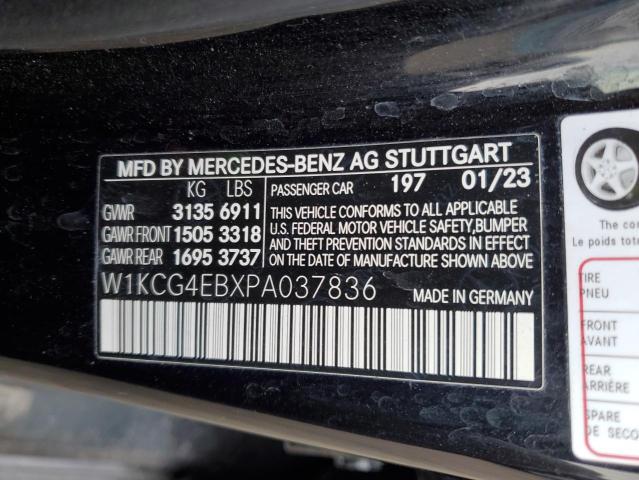 MFD BY MERCEDES-BENZ AG STUTTGART
KG LBS
GVWR 3135 6911
GAWR FRONT 1505 3318
GAWR REAR 1695 3737
PASSENGER CAR 197 01/23
THIS VEHICLE CONFORMS TO ALL APPLICABLE
U.S. FEDERAL MOTOR VEHICLE SAFETY,BUMPER
AND THEFT PREVENTION STANDARDS IN EFFECT
ON THE DATE OF MANUFACTURE SHOWN ABOVE
W1KCG4EBXPA037836 MADE IN GERMANY
The com
Le poids tot
TIRE
PNEU
FRONT
AVANT
REAR
ARRIÈRE
SPARE
DE SECO